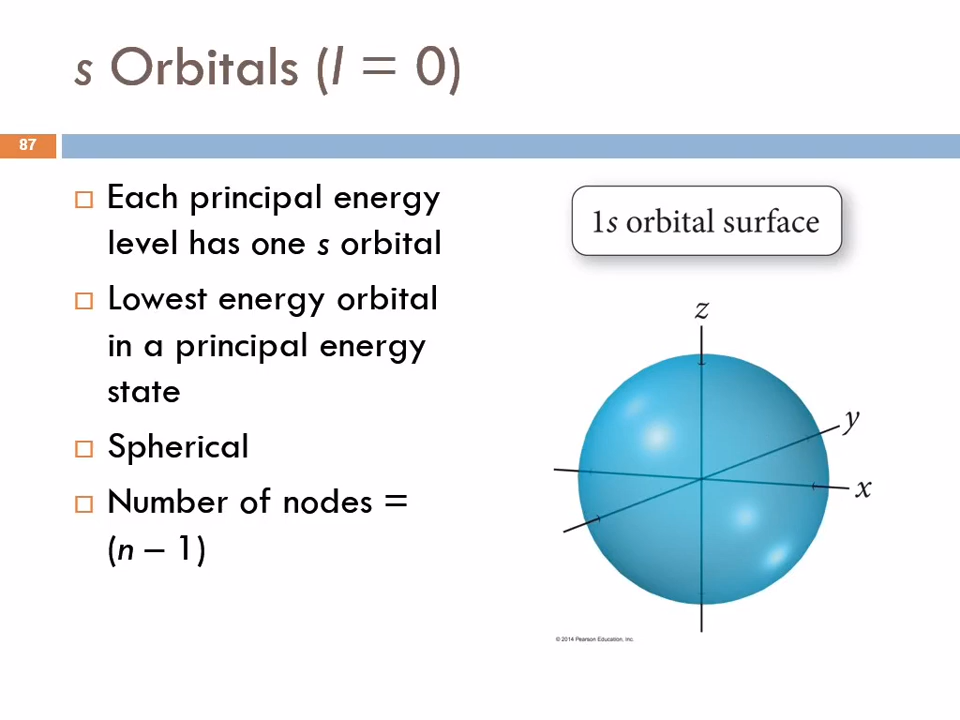 s Orbitals (l = 0)
87
Each principal energy
level has one s orbital
Lowest energy orbital
in a principal energy
state
Spherical
Number of nodes =
(n – 1)
1s orbital surface
z
y
x
© 2014 Pearson Education, Inc.